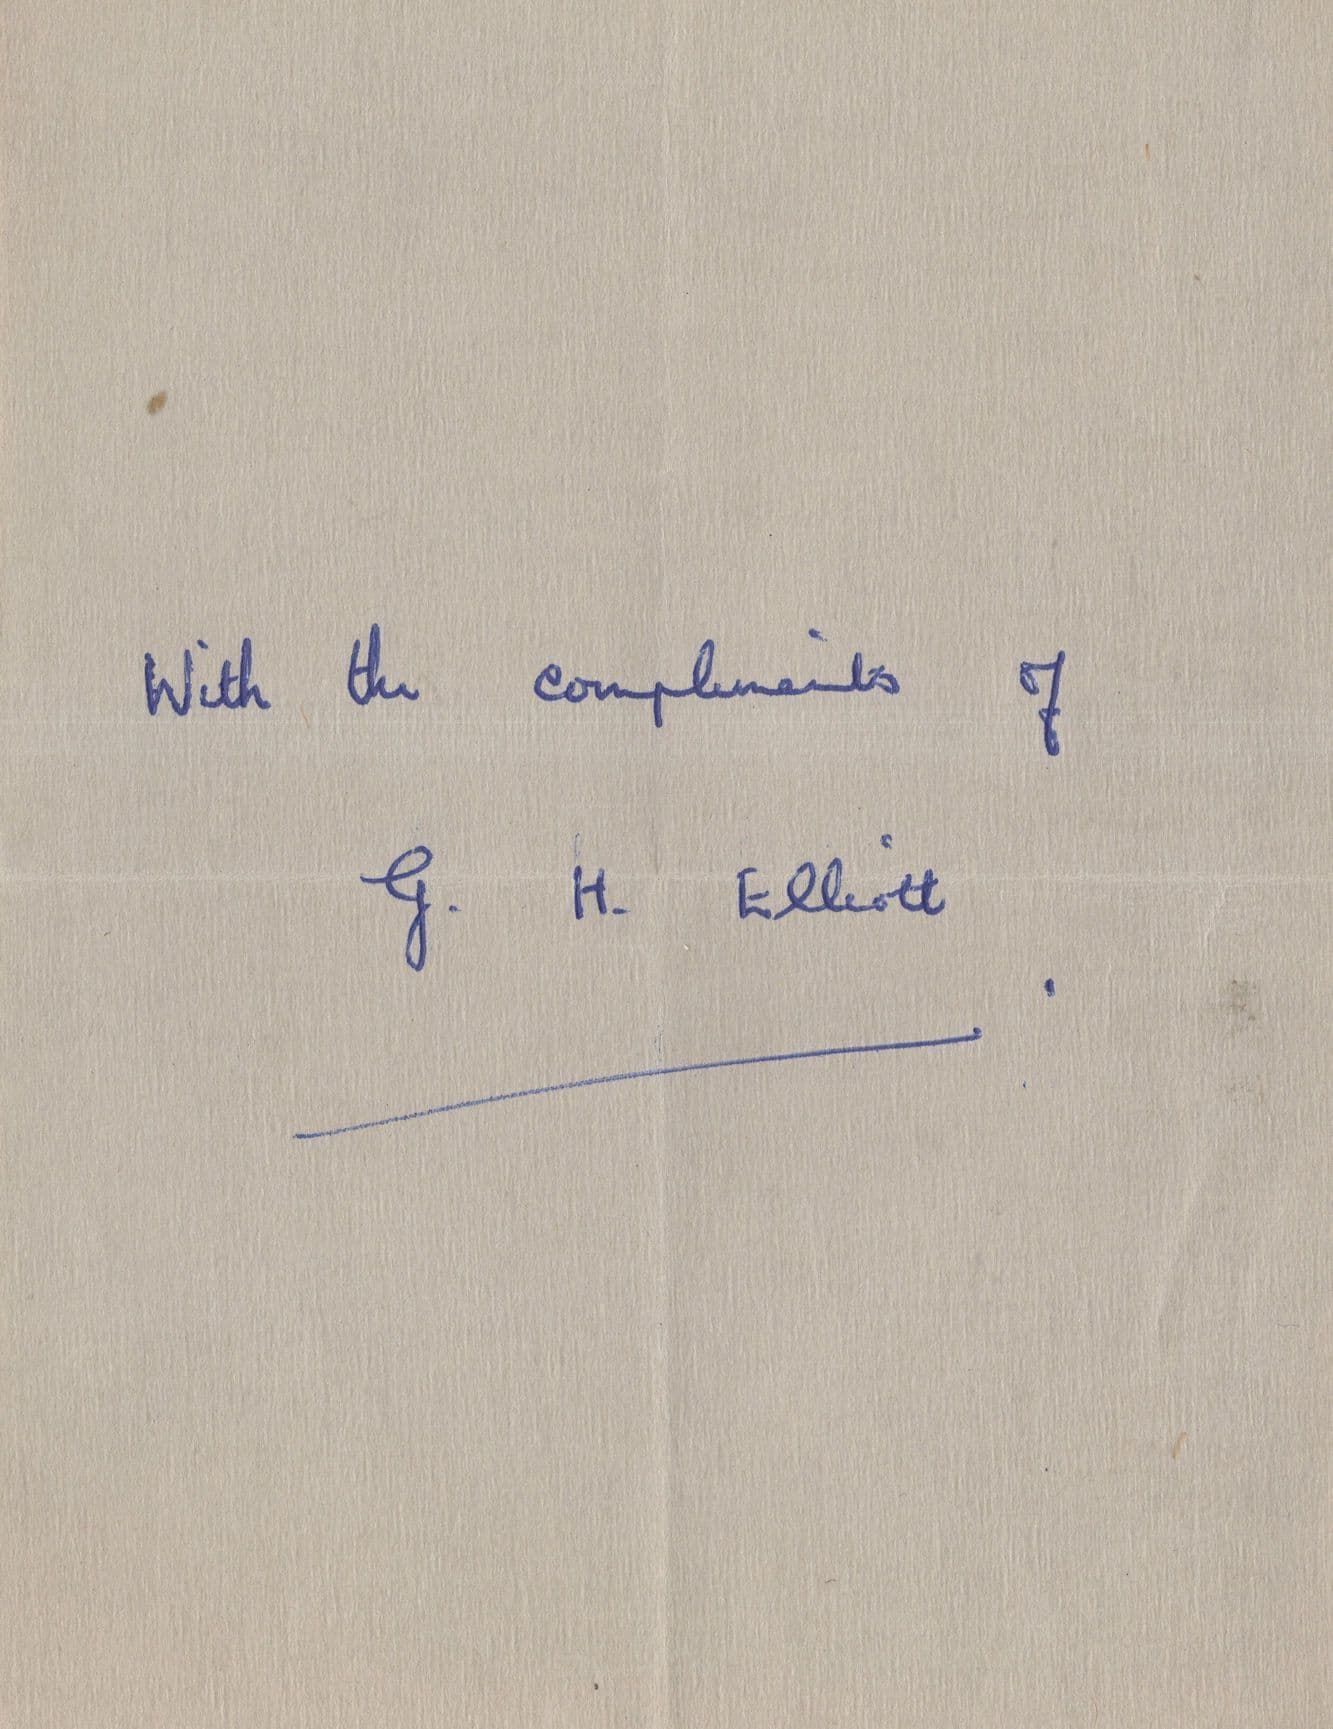 With the compliments of
G. H. Elliott.